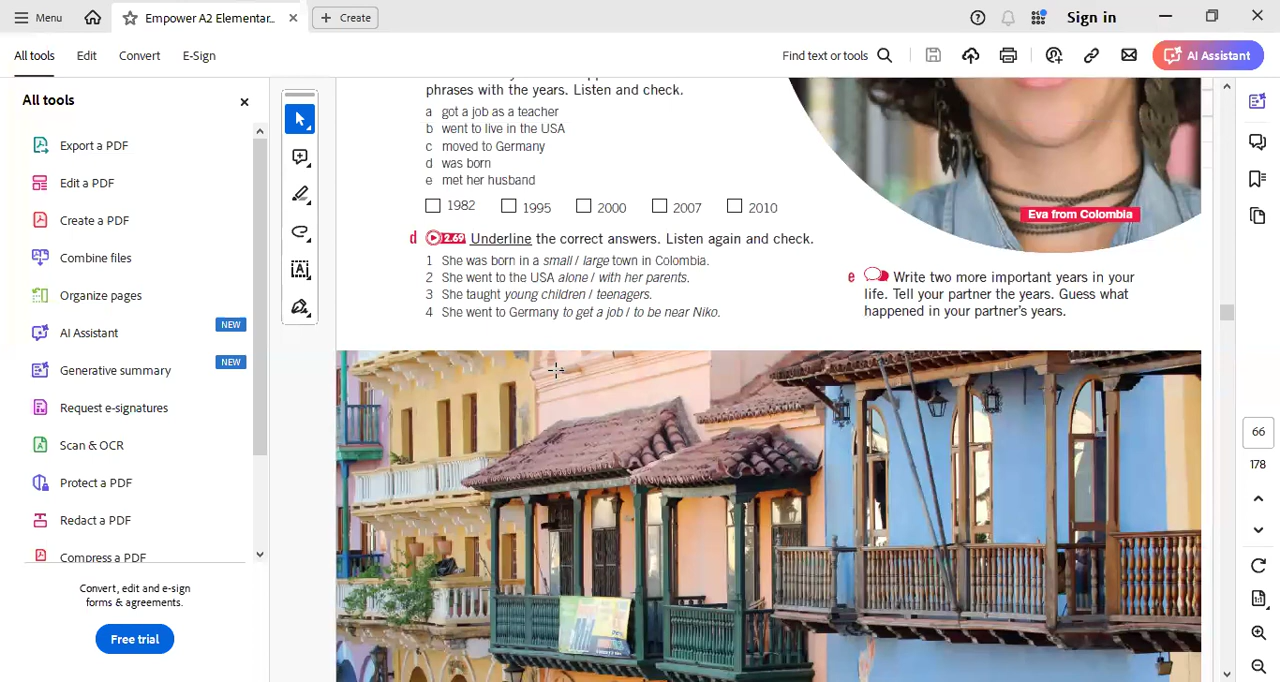 Menu
Empower A2 Elementar...
Create
Sign in
All tools
Edit
Convert
E-Sign
Find text or tools
AI Assistant
All tools
Export a PDF
Edit a PDF
Create a PDF
Combine files
Organize pages
AI Assistant
NEW
Generative summary
NEW
Request e-signatures
Scan & OCR
Protect a PDF
Redact a PDF
Compress a PDF
Convert, edit and e-sign
forms & agreements.
Free trial
phrases with the years. Listen and check.
a got a job as a teacher
b went to live in the USA
c moved to Germany
d was born
e met her husband
1982 1995 2000 2007 2010
d 2.69 Underline the correct answers. Listen again and check.
1 She was born in a small / large town in Colombia.
2 She went to the USA alone / with her parents.
3 She taught young children / teenagers.
4 She went to Germany to get a job / to be near Niko.
Eva from Colombia
e Write two more important years in your
life. Tell your partner the years. Guess what
happened in your partner's years.
66
178